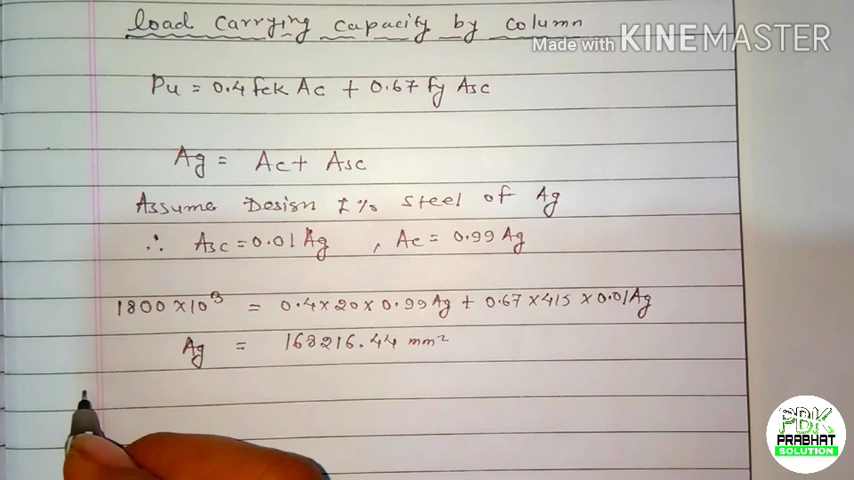 Load Carrying capacity by column
Made with KINEMASTER
Pu = 0.4 fck Ac + 0.67 fy Asc
Ag = Ac + Asc
Assume Design 1% steel of Ag
∴ Asc = 0.01 Ag , Ac = 0.99 Ag
1800 × 10³ = 0.4 × 20 × 0.99 Ag + 0.67 × 415 × 0.01 Ag
Ag = 168216.44 mm²
PBK
PRABHAT
SOLUTION